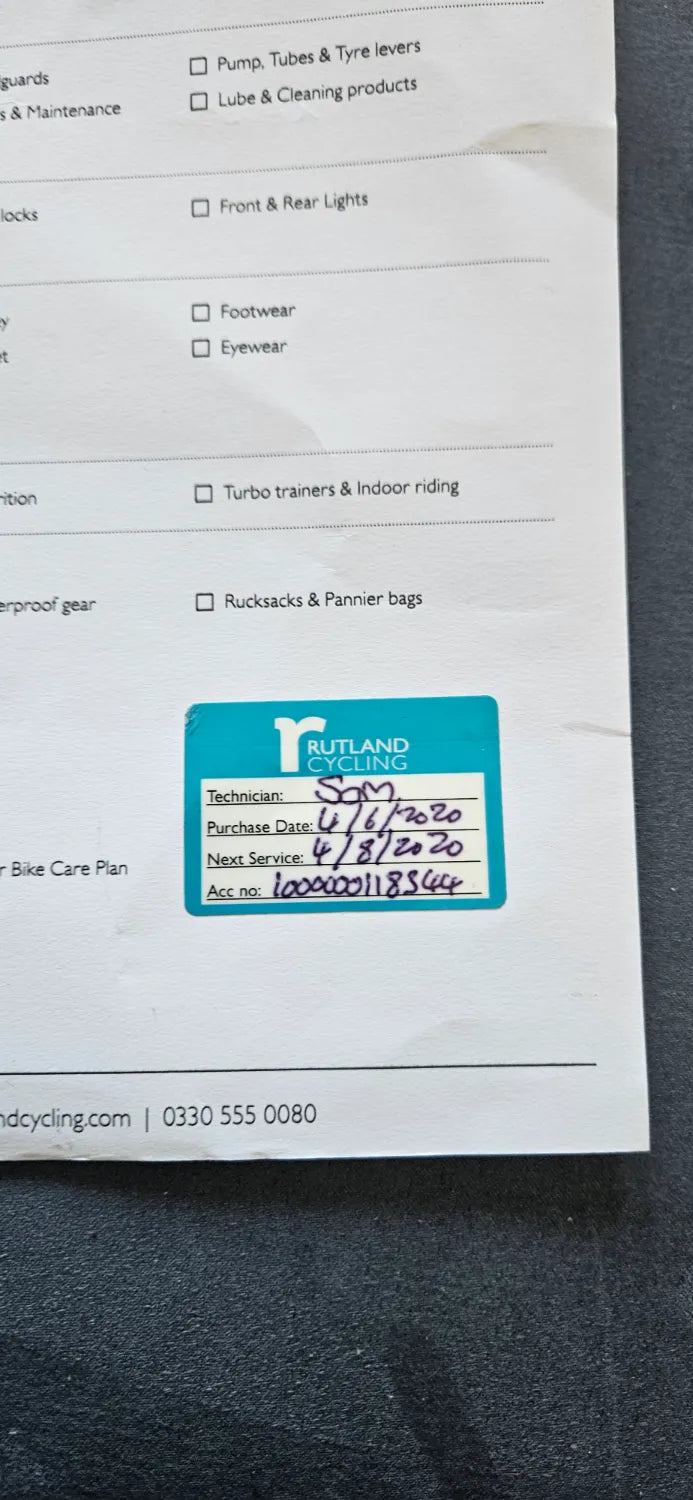 guards
Pump, Tubes & Tyre levers
s & Maintenance
Lube & Cleaning products
locks
Front & Rear Lights
y
Footwear
et
Eyewear
rition
Turbo trainers & Indoor riding
erproof gear
Rucksacks & Pannier bags
r RUTLAND
CYCLING
Technician: Sam
Purchase Date: 4/6/2020
Next Service: 4/8/2020
r Bike Care Plan
Acc no:
ndcycling.com | 0330 555 0080